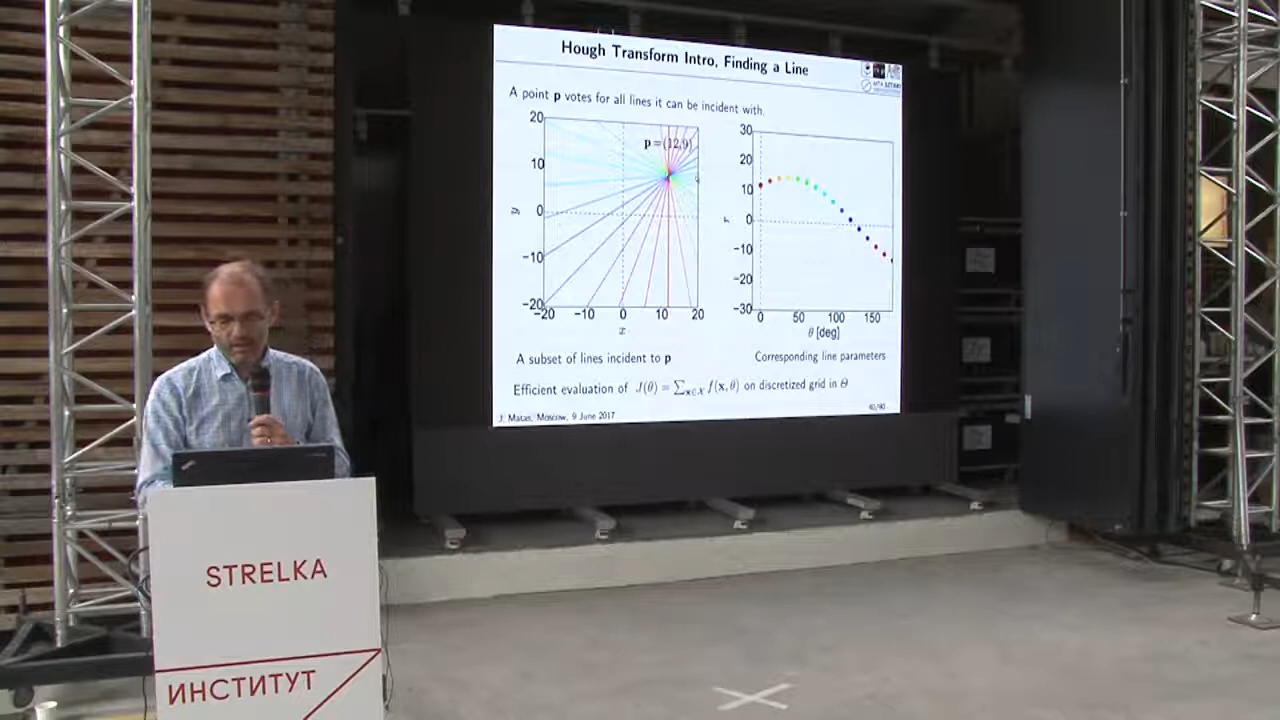 Hough Transform Intro, Finding a Line
A point p votes for all lines it can be incident with.
20
10
0
−10
−20
y
p = (12,9)
−20 −10 0 10 20
x
30
20
10
0
−10
−20
−30
r
0 50 100 150
θ [deg]
A subset of lines incident to p
Corresponding line parameters
Efficient evaluation of J(θ) = ∑x∈X f(x, θ) on discretized grid in Θ
J. Matas, Moscow, 9 June 2017
STRELKA
ИНСТИТУТ